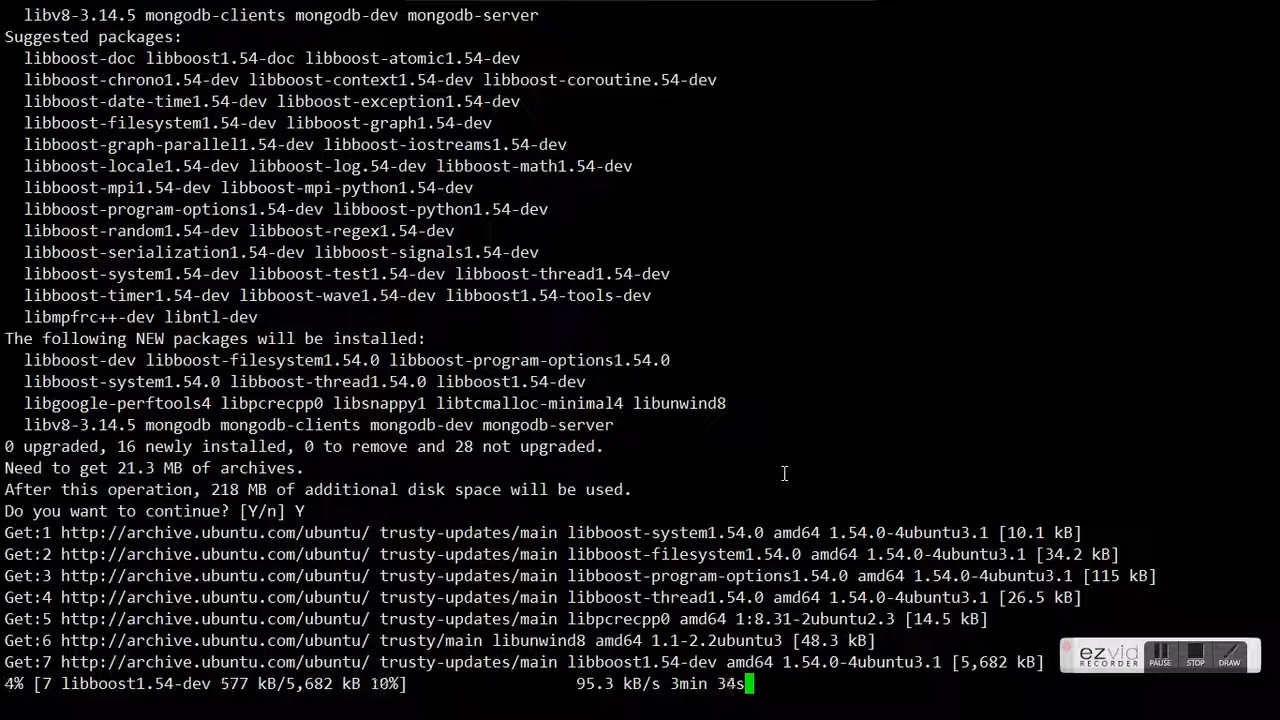 libv8-3.14.5 mongodb-clients mongodb-dev mongodb-server
Suggested packages:
libboost-doc libboost1.54-doc libboost-atomic1.54-dev
libboost-chrono1.54-dev libboost-context1.54-dev libboost-coroutine.54-dev
libboost-date-time1.54-dev libboost-exception1.54-dev
libboost-filesystem1.54-dev libboost-graph1.54-dev
libboost-graph-parallel1.54-dev libboost-iostreams1.54-dev
libboost-locale1.54-dev libboost-log.54-dev libboost-math1.54-dev
libboost-mpi1.54-dev libboost-mpi-python1.54-dev
libboost-program-options1.54-dev libboost-python1.54-dev
libboost-random1.54-dev libboost-regex1.54-dev
libboost-serialization1.54-dev libboost-signals1.54-dev
libboost-system1.54-dev libboost-test1.54-dev libboost-thread1.54-dev
libboost-timer1.54-dev libboost-wave1.54-dev libboost1.54-tools-dev
libmpfrc++-dev libntl-dev
The following NEW packages will be installed:
libboost-dev libboost-filesystem1.54.0 libboost-program-options1.54.0
libboost-system1.54.0 libboost-thread1.54.0 libboost1.54-dev
libgoogle-perftools4 libpcrecpp0 libsnappy1 libtcmalloc-minimal4 libunwind8
libv8-3.14.5 mongodb mongodb-clients mongodb-dev mongodb-server
0 upgraded, 16 newly installed, 0 to remove and 28 not upgraded.
Need to get 21.3 MB of archives.
After this operation, 218 MB of additional disk space will be used.
Do you want to continue? [Y/n] Y
Get:1 http://archive.ubuntu.com/ubuntu/ trusty-updates/main libboost-system1.54.0 amd64 1.54.0-4ubuntu3.1 [10.1 kB]
Get:2 http://archive.ubuntu.com/ubuntu/ trusty-updates/main libboost-filesystem1.54.0 amd64 1.54.0-4ubuntu3.1 [34.2 kB]
Get:3 http://archive.ubuntu.com/ubuntu/ trusty-updates/main libboost-program-options1.54.0 amd64 1.54.0-4ubuntu3.1 [115 kB]
Get:4 http://archive.ubuntu.com/ubuntu/ trusty-updates/main libboost-thread1.54.0 amd64 1.54.0-4ubuntu3.1 [26.5 kB]
Get:5 http://archive.ubuntu.com/ubuntu/ trusty-updates/main libpcrecpp0 amd64 1:8.31-2ubuntu2.3 [14.5 kB]
Get:6 http://archive.ubuntu.com/ubuntu/ trusty/main libunwind8 amd64 1.1-2.2ubuntu3 [48.3 kB]
Get:7 http://archive.ubuntu.com/ubuntu/ trusty-updates/main libboost1.54-dev amd64 1.54.0-4ubuntu3.1 [5,682 kB]
4% [7 libboost1.54-dev 577 kB/5,682 kB 10%] 95.3 kB/s 3min 34s
ezvid
RECORDER
PAUSE STOP DRAW